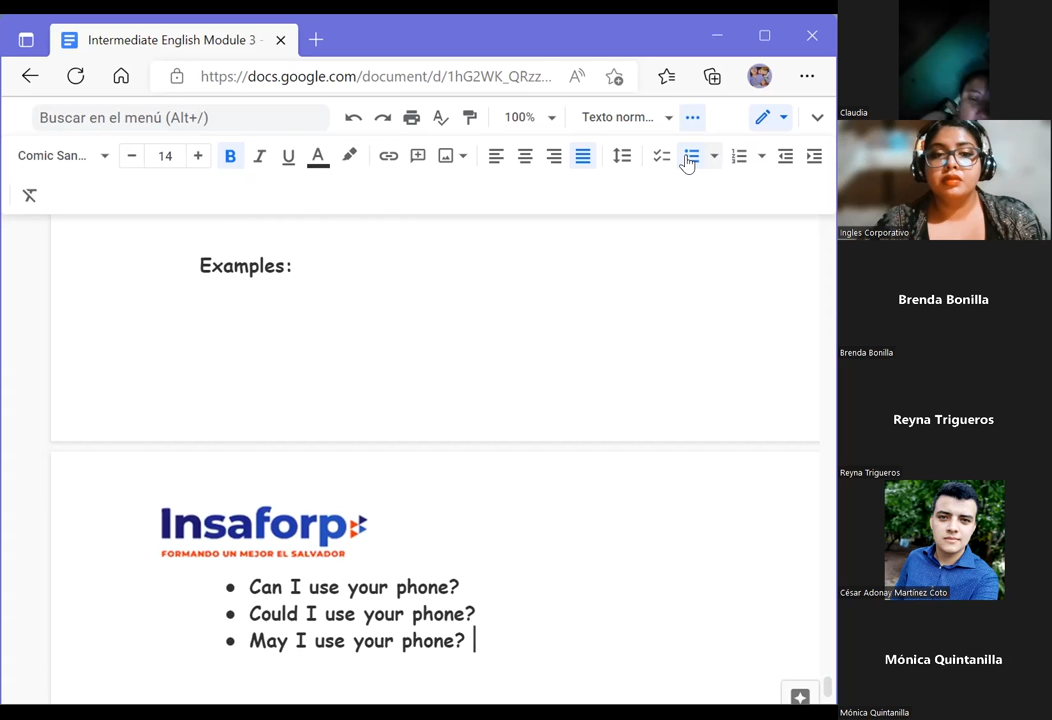 Intermediate English Module 3 -
https://docs.google.com/document/d/1hG2WK_QRzz...
Buscar en el menú (Alt+/)
100%
Texto norm...
Comic San...
14
B
I
U
A
Examples:
Insaforp
FORMANDO UN MEJOR EL SALVADOR
• Can I use your phone?
• Could I use your phone?
• May I use your phone?
Claudia
Ingles Corporativo
Brenda Bonilla
Brenda Bonilla
Reyna Trigueros
Reyna Trigueros
César Adonay Martínez Coto
Mónica Quintanilla
Mónica Quintanilla